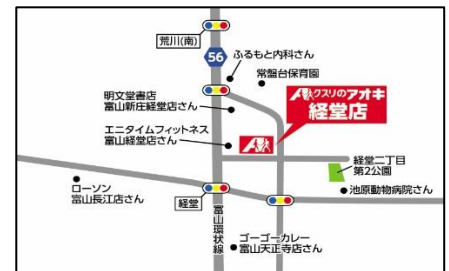 荒川(南)
56
ふるもと内科さん
常盤台保育園
明文堂書店
富山新庄経堂店さん
クスリのアオキ
経堂店
エニタイムフィットネス
富山経堂店さん
経堂二丁目
第2公園
ローソン
富山長江店さん
経堂
池原動物病院さん
富山環状線
ゴーゴーカレー
富山天正寺店さん